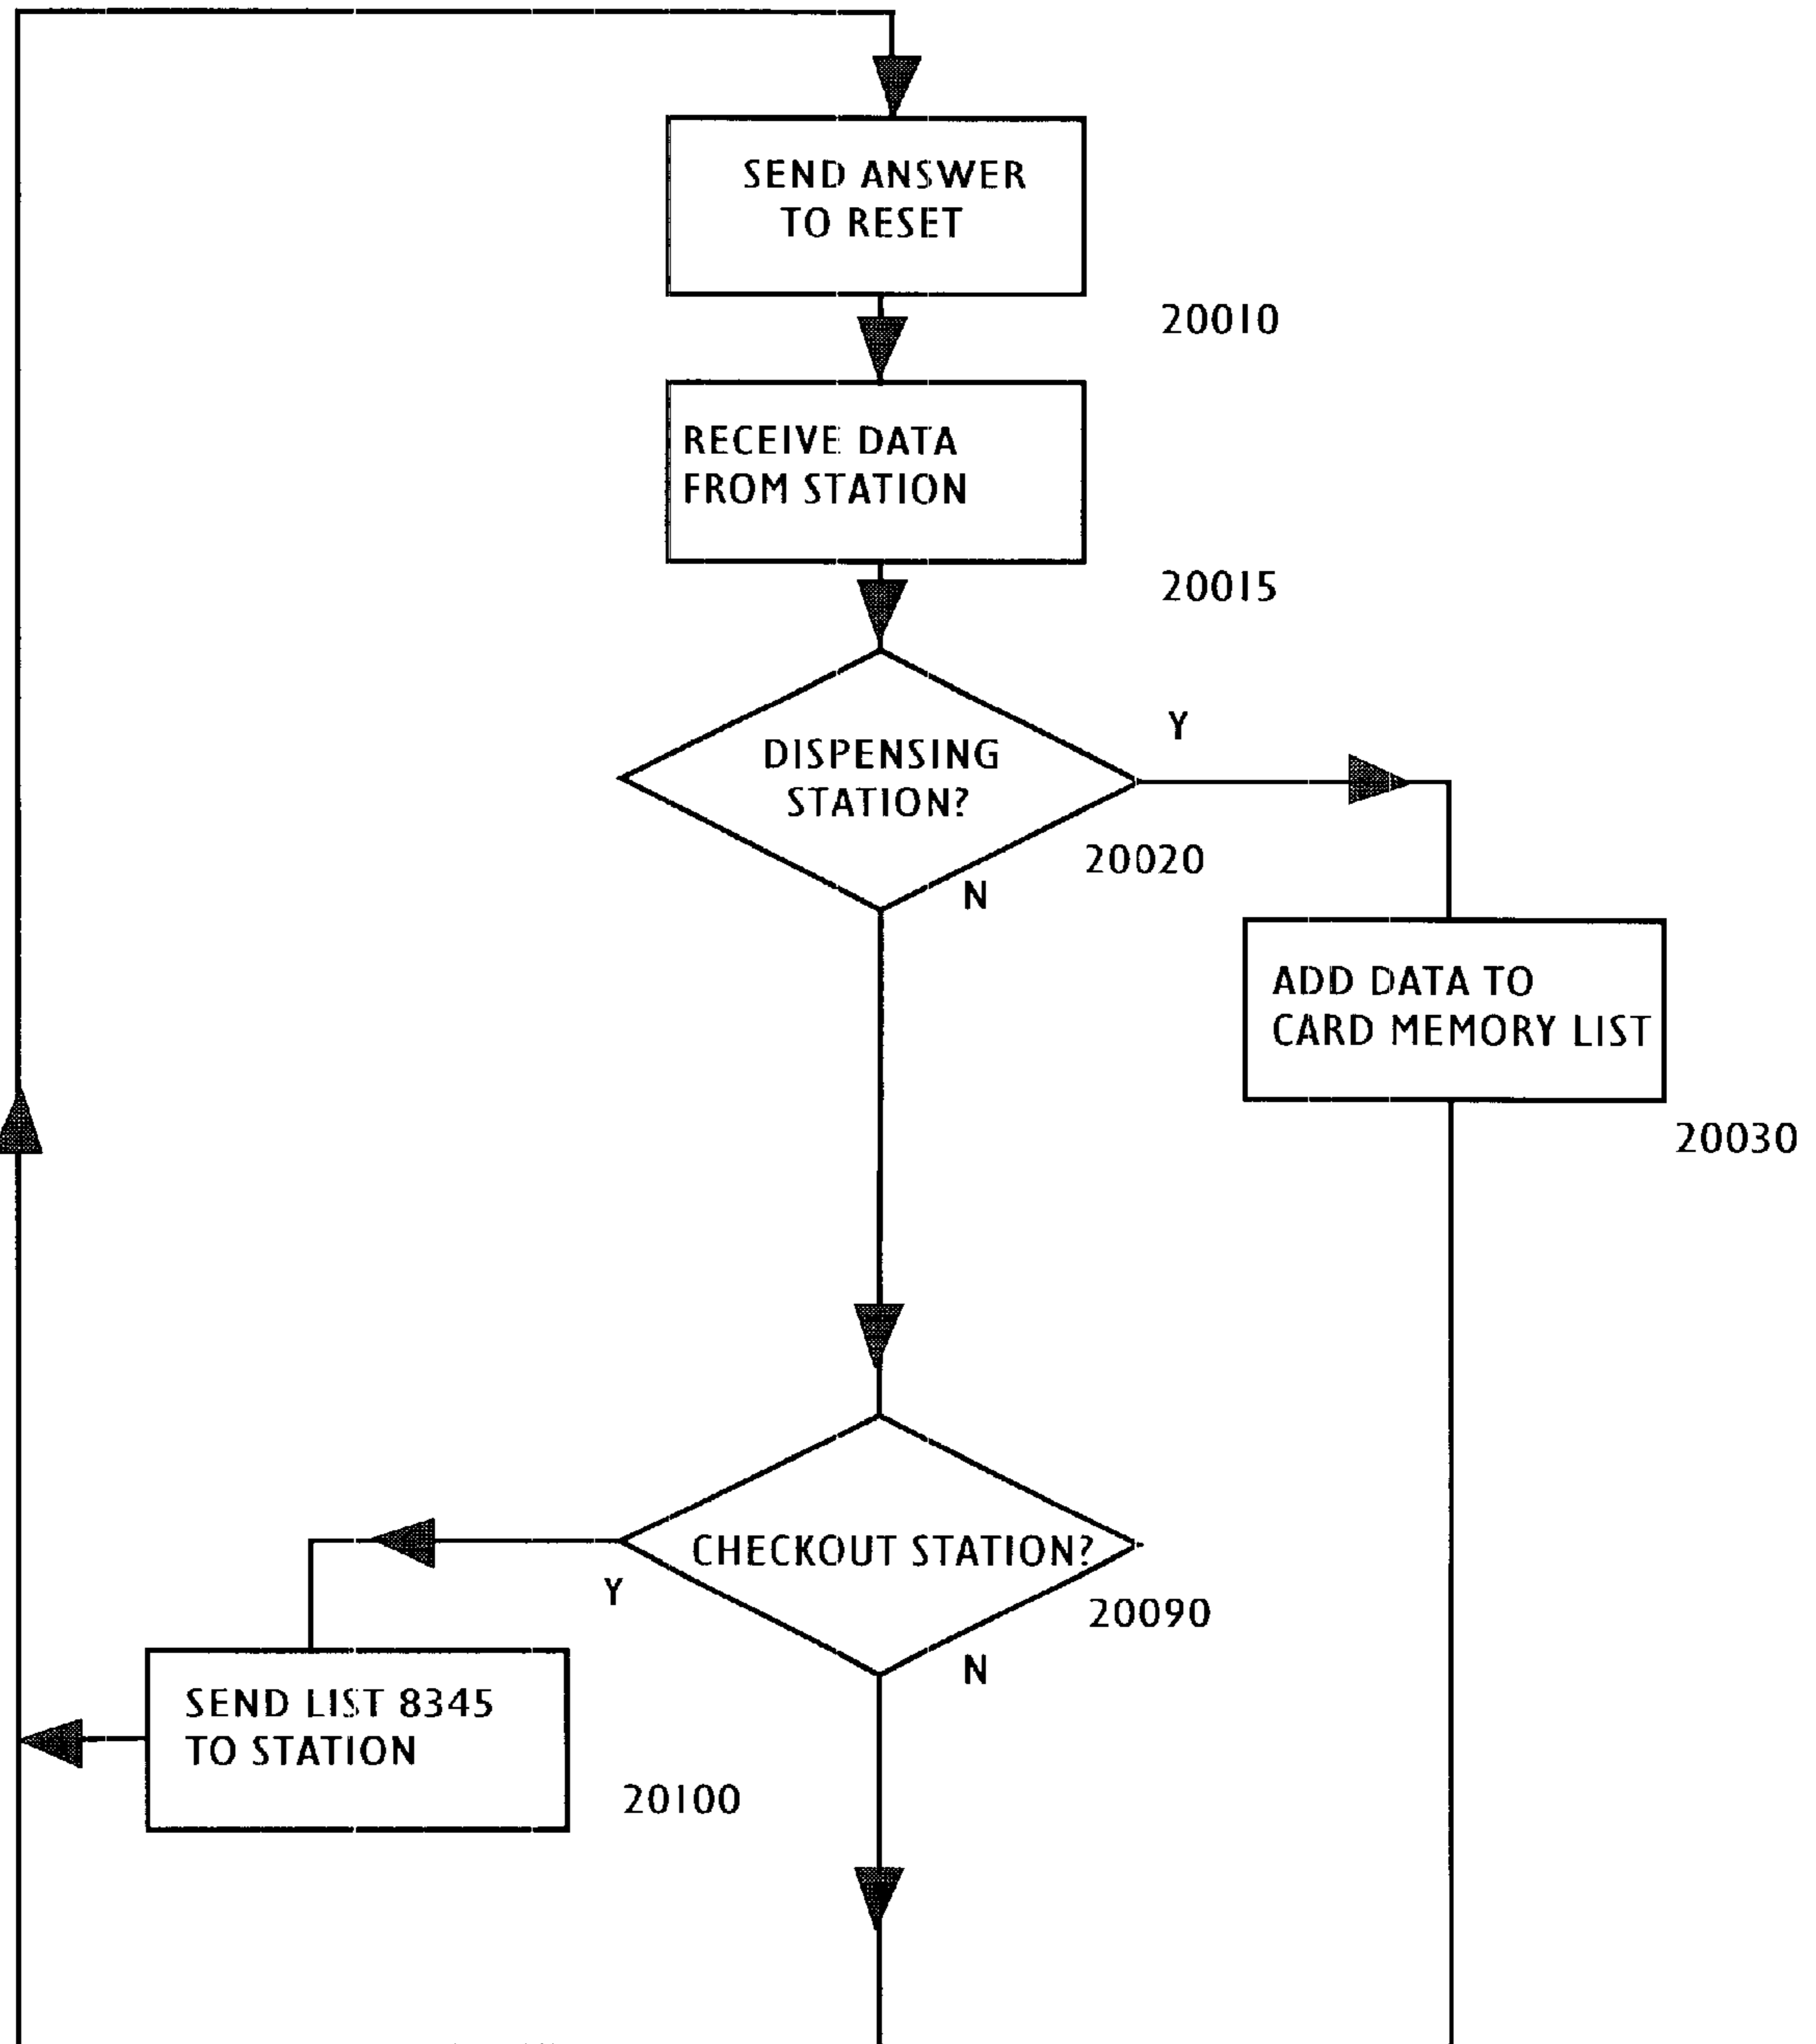 SEND ANSWER
TO RESET
20010
RECEIVE DATA
FROM STATION
20015
DISPENSING
STATION?
Y
20020
N
ADD DATA TO
CARD MEMORY LIST
20030
CHECKOUT STATION?
Y
20090
N
SEND LIST 8345
TO STATION
20100